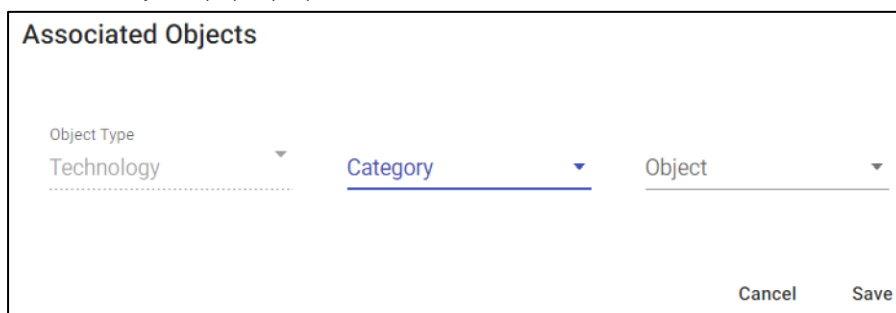 Associated Objects
Object Type
Technology
Category
Object
Cancel
Save